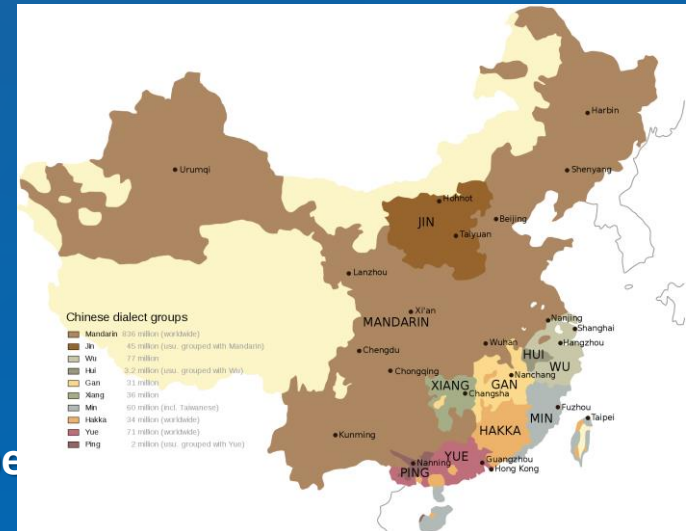 Harbin
Urumqi
Shenyang
Hohhot
Beijing
JIN
Taiyuan
Lanzhou
Xi'an
MANDARIN
Nanjing
Shanghai
Wuhan
Hangzhou
HUI
WU
Chengdu
Chongqing
Nanchang
XIANG
GAN
Changsha
MIN
Fuzhou
Taipei
HAKKA
Kunming
YUE
Guangzhou
Nanning
Hong Kong
PING
Chinese dialect groups
Mandarin 836 million (worldwide)
Jin 45 million (usu. grouped with Mandarin)
Wu 77 million
Hui 3.2 million (usu. grouped with Wu)
Gan 31 million
Xiang 36 million
Min 60 million (incl. Taiwanese)
Hakka 34 million (worldwide)
Yue 71 million (worldwide)
Ping 2 million (usu. grouped with Yue)
e